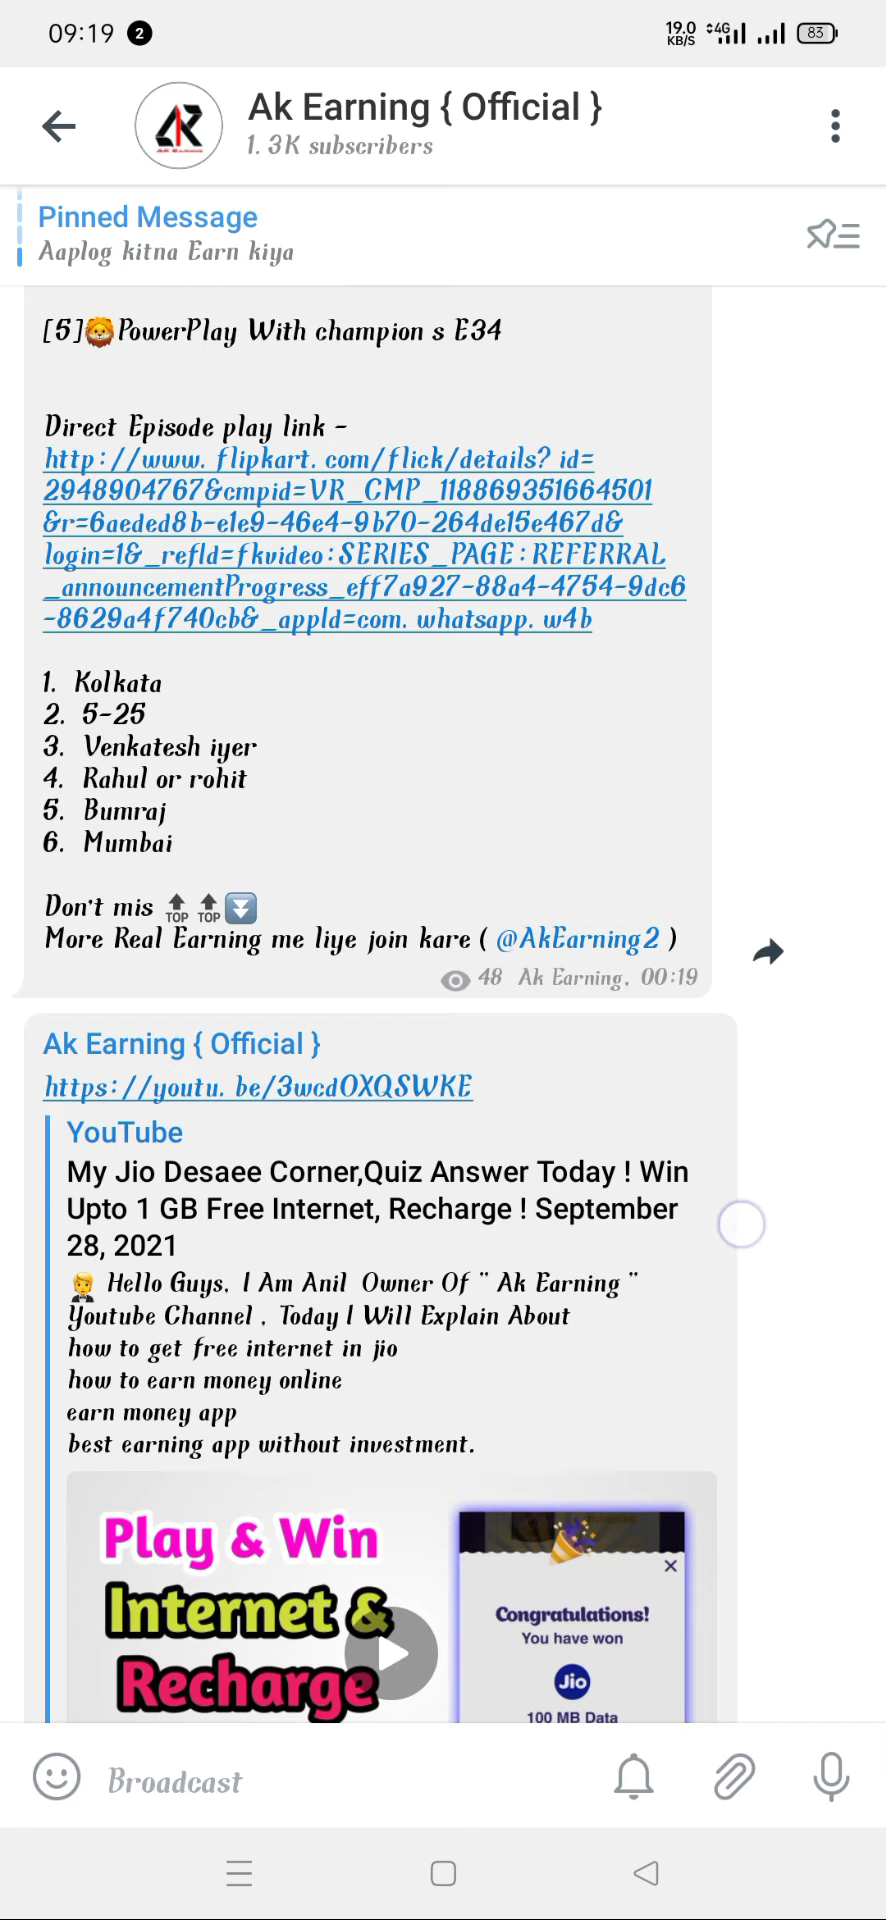 09:19 2 19.0 KB/S 4G 83
Ak Earning { Official }
1.3K subscribers
Pinned Message
Aaplog kitna Earn kiya
[5]🦁PowerPlay With champion s E34
Direct Episode play link -
http://www.flipkart.com/flick/details?id=
2948904767&cmpid=VR_CMP_118869351664501
&r=6aeded8b-e1e9-46e4-9b70-264de15e467d&
login=1&_refId=fkvideo:SERIES_PAGE:REFERRAL
_announcementProgress_eff7a927-88a4-4754-9dc6
-8629a4f740cb&_appId=com.whatsapp.w4b
1. Kolkata
2. 5-25
3. Venkatesh iyer
4. Rahul or rohit
5. Bumraj
6. Mumbai
Don't mis 🔝🔝⏬
More Real Earning me liye join kare ( @AkEarning2 )
48 Ak Earning, 00:19
Ak Earning { Official }
https://youtu.be/3wcdOXQSWKE
YouTube
My Jio Desaee Corner,Quiz Answer Today ! Win
Upto 1 GB Free Internet, Recharge ! September
28, 2021
🤵 Hello Guys, I Am Anil Owner Of " Ak Earning "
Youtube Channel , Today I Will Explain About
how to get free internet in jio
how to earn money online
earn money app
best earning app without investment.
Play & Win
Internet &
Recharge
Congratulations!
You have won
Jio
100 MB Data
Broadcast